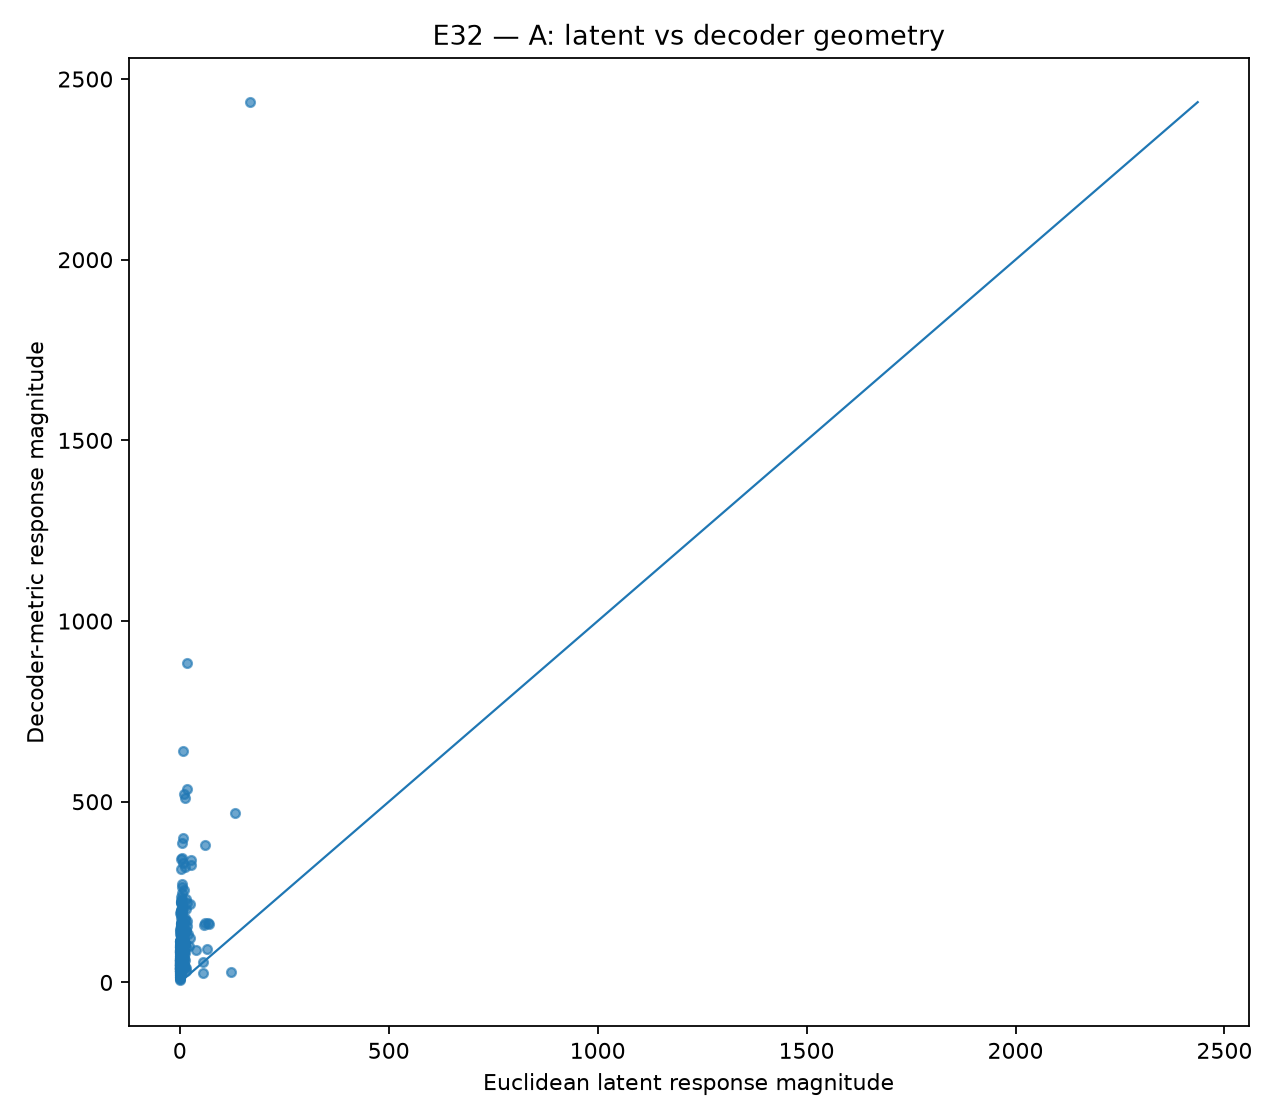 E32 — A: latent vs decoder geometry
Decoder-metric response magnitude
2500
2000
1500
1000
500
0
0 500 1000 1500 2000 2500
Euclidean latent response magnitude